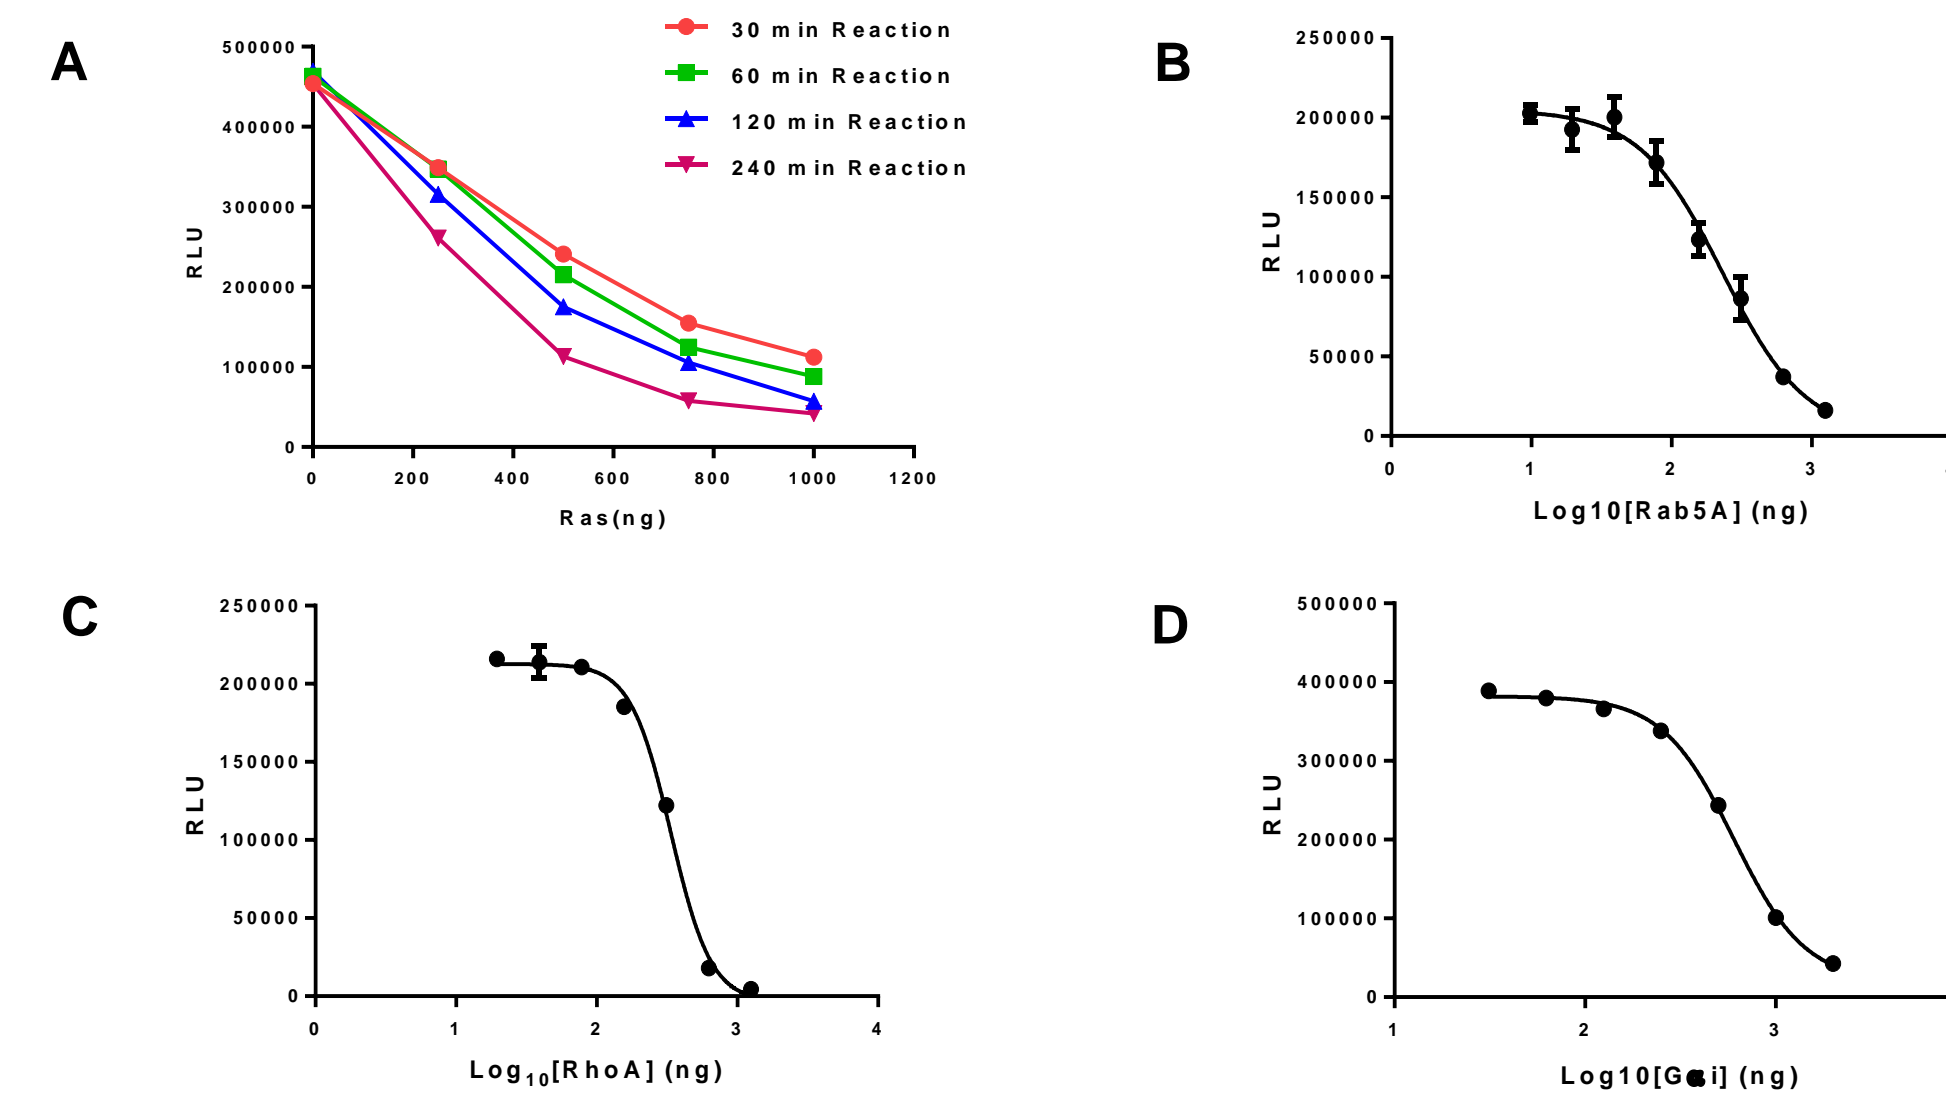 A
500000
400000
300000
200000
100000
0
RLU
0 200 400 600 800 1000 1200
Ras(ng)
30 min Reaction
60 min Reaction
120 min Reaction
240 min Reaction
B
250000
200000
150000
100000
50000
0
RLU
0 1 2 3
Log10[Rab5A] (ng)
C
250000
200000
150000
100000
50000
0
RLU
0 1 2 3 4
Log10[RhoA] (ng)
D
500000
400000
300000
200000
100000
0
RLU
1 2 3
Log10[Gαi] (ng)